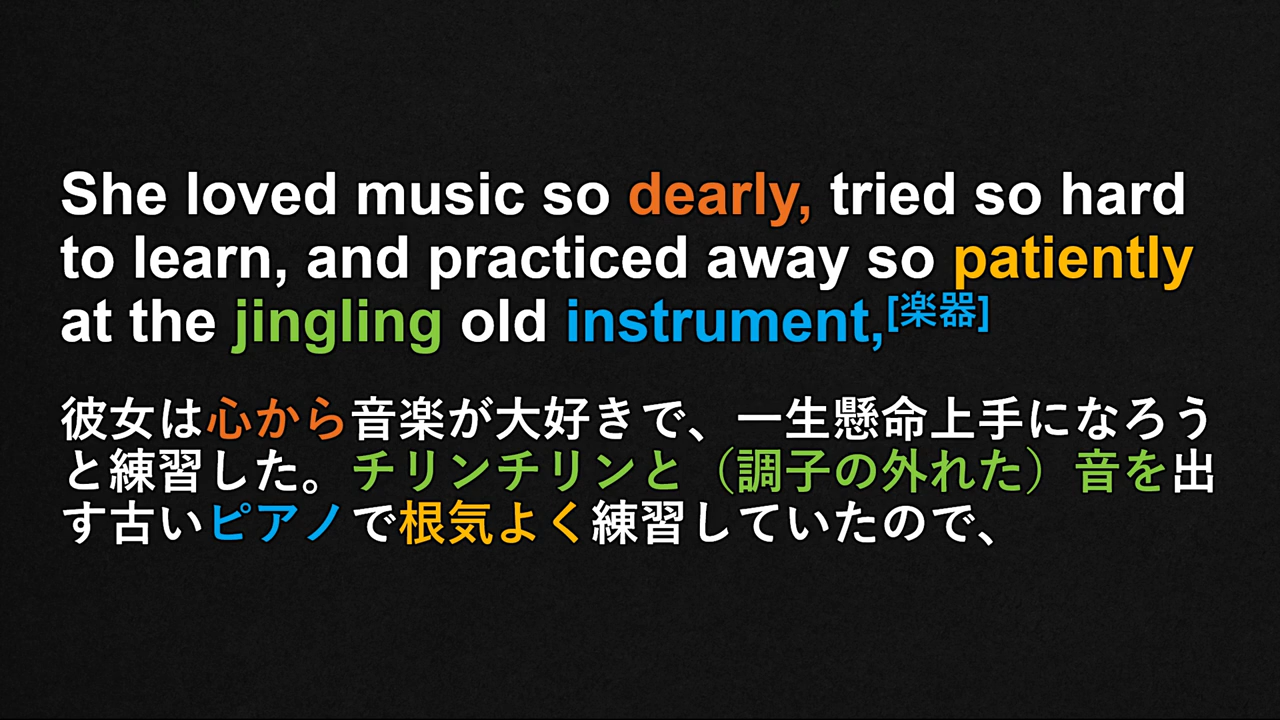 She loved music so dearly, tried so hard
to learn, and practiced away so patiently
at the jingling old instrument,[楽器]
彼女は心から音楽が大好きで、一生懸命上手になろう
と練習した。チリンチリンと（調子の外れた）音を出
す古いピアノで根気よく練習していたので、